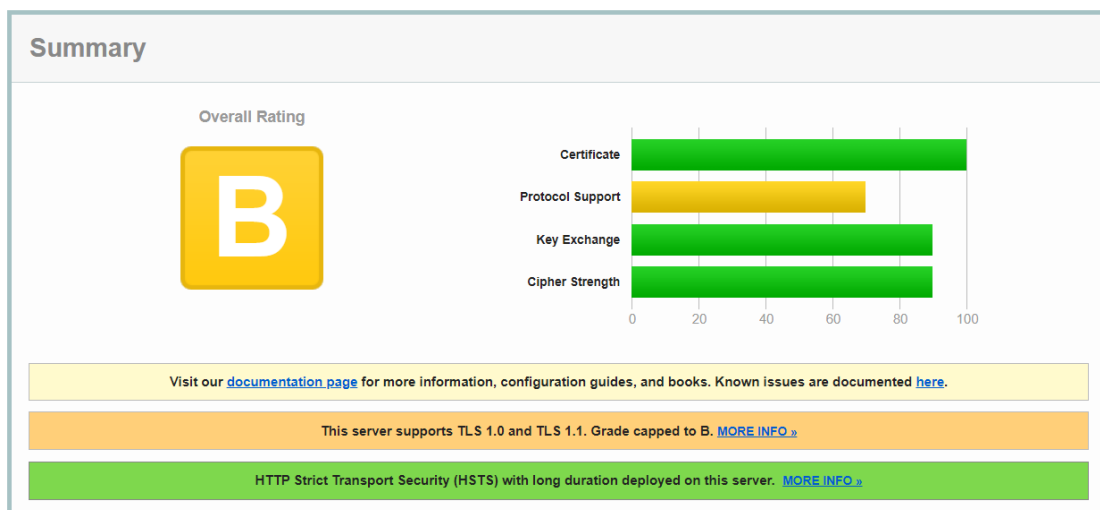 Summary
Overall Rating
B
Certificate
Protocol Support
Key Exchange
Cipher Strength
0 20 40 60 80 100
Visit our documentation page for more information, configuration guides, and books. Known issues are documented here.
This server supports TLS 1.0 and TLS 1.1. Grade capped to B. MORE INFO »
HTTP Strict Transport Security (HSTS) with long duration deployed on this server. MORE INFO »